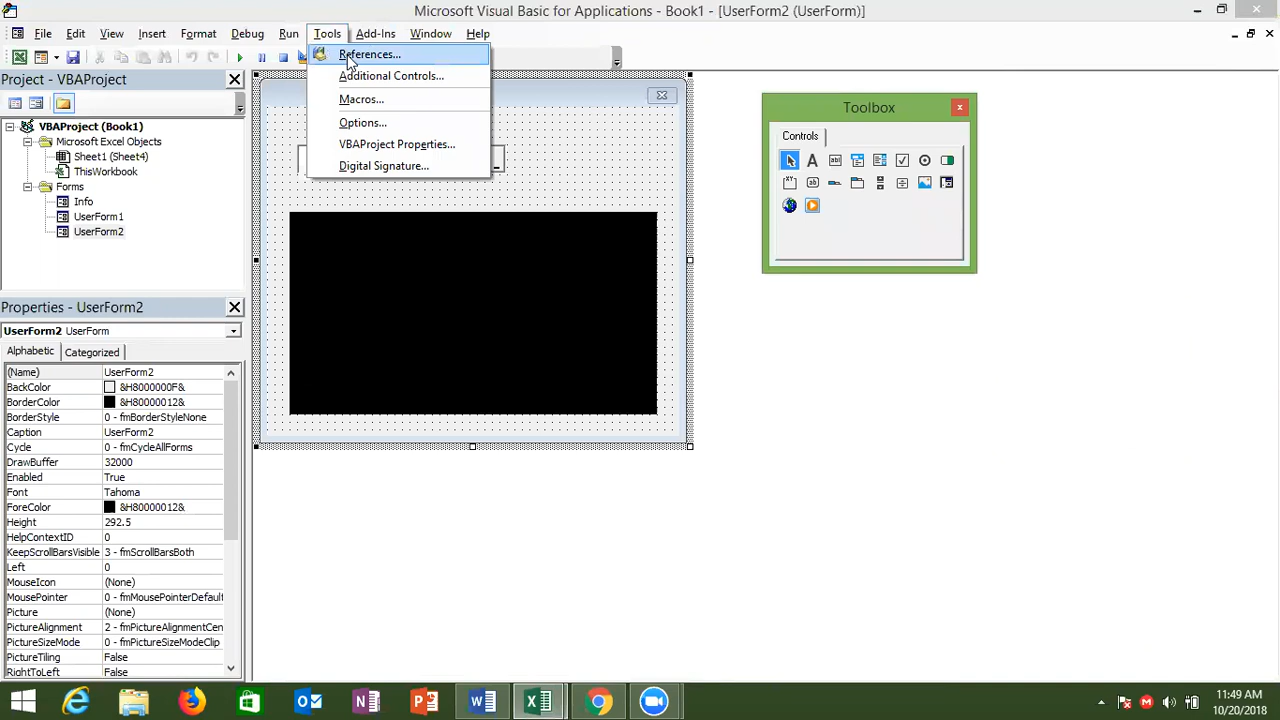 Microsoft Visual Basic for Applications - Book1 - [UserForm2 (UserForm)]
File Edit View Insert Format Debug Run Tools Add-Ins Window Help
References...
Additional Controls...
Macros...
Options...
VBAProject Properties...
Digital Signature...
Project - VBAProject
VBAProject (Book1)
Microsoft Excel Objects
Sheet1 (Sheet4)
ThisWorkbook
Forms
Info
UserForm1
UserForm2
Toolbox
Controls
Properties - UserForm2
UserForm2 UserForm
Alphabetic Categorized
(Name) UserForm2
BackColor &H8000000F&
BorderColor &H80000012&
BorderStyle 0 - fmBorderStyleNone
Caption UserForm2
Cycle 0 - fmCycleAllForms
DrawBuffer 32000
Enabled True
Font Tahoma
ForeColor &H80000012&
Height 292.5
HelpContextID 0
KeepScrollBarsVisible 3 - fmScrollBarsBoth
Left 0
MouseIcon (None)
MousePointer 0 - fmMousePointerDefault
Picture (None)
PictureAlignment 2 - fmPictureAlignmentCen
PictureSizeMode 0 - fmPictureSizeModeClip
PictureTiling False
RightToLeft False
11:49 AM
10/20/2018